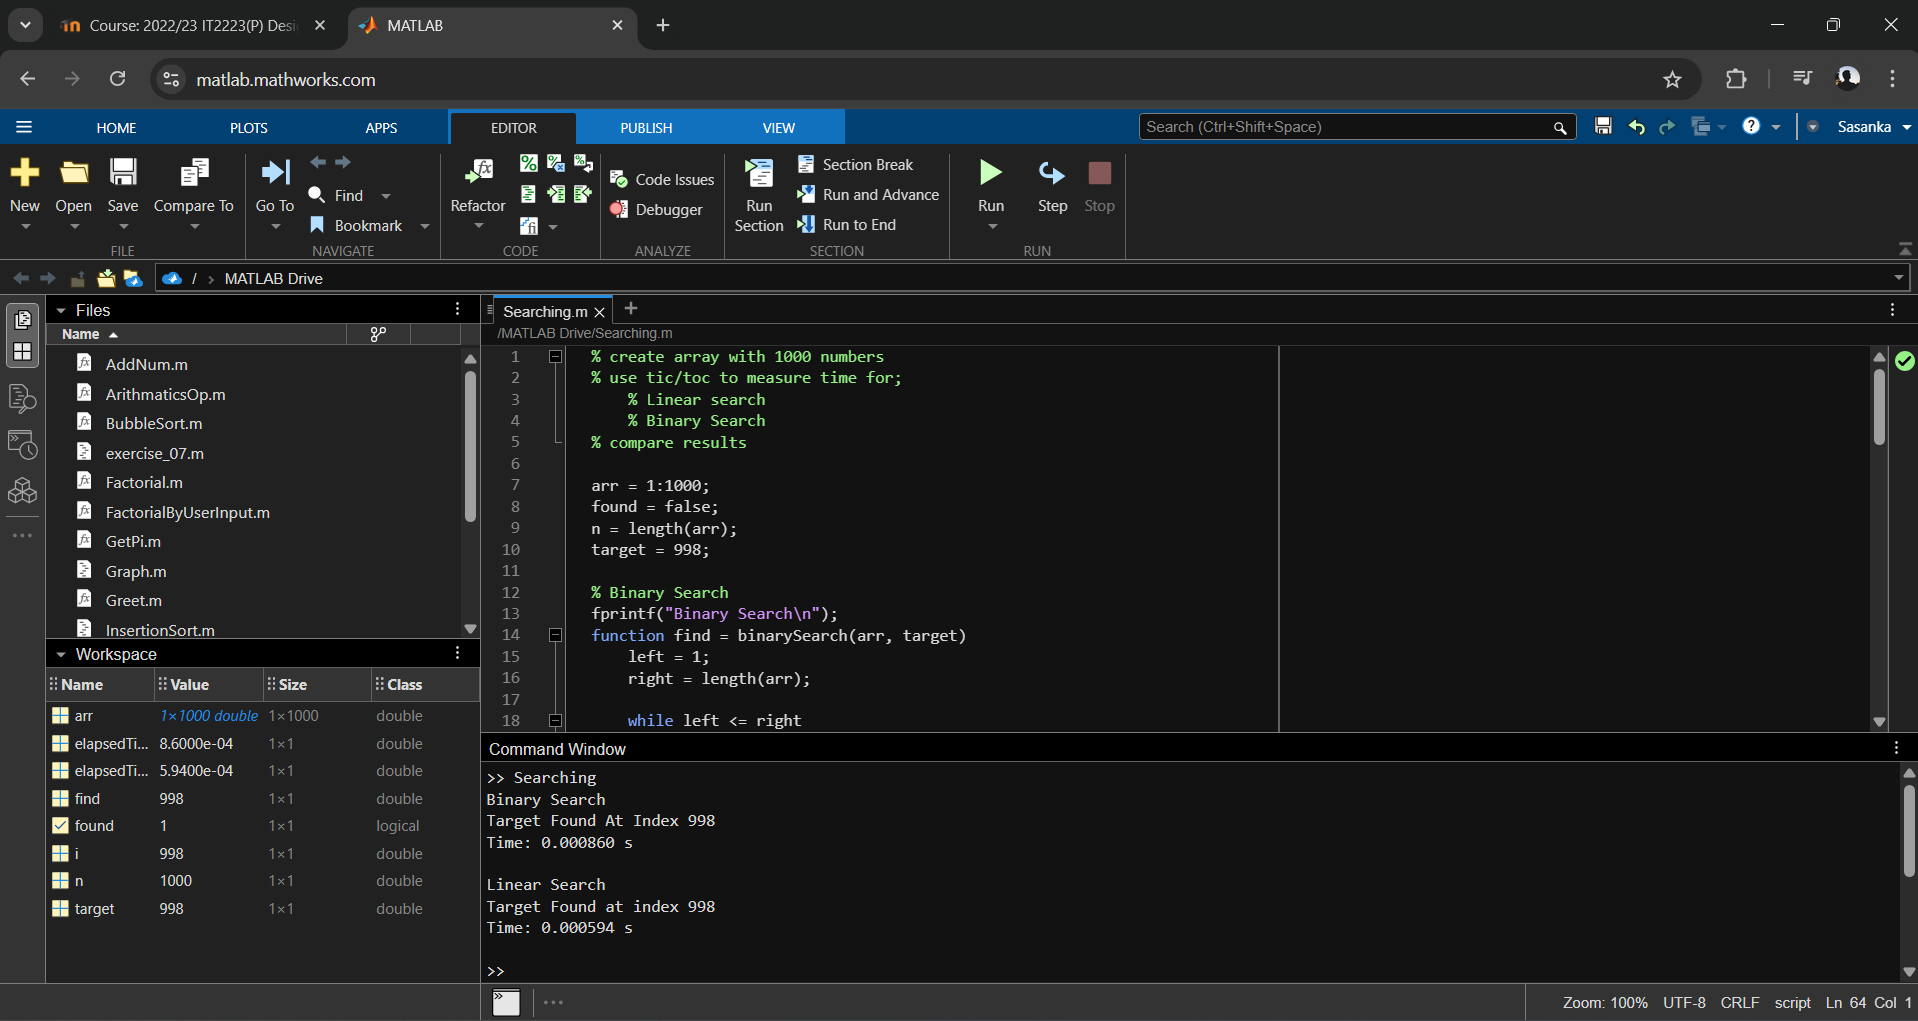 Course: 2022/23 IT2223(P) Desi
MATLAB
matlab.mathworks.com
HOME
PLOTS
APPS
EDITOR
PUBLISH
VIEW
Search (Ctrl+Shift+Space)
Sasanka
New
Open
Save
Compare To
FILE
Go To
Find
Bookmark
NAVIGATE
Refactor
CODE
Code Issues
Debugger
ANALYZE
Run Section
Section Break
Run and Advance
Run to End
SECTION
Run
Step
Stop
RUN
/ > MATLAB Drive
Files
Name
AddNum.m
ArithmaticsOp.m
BubbleSort.m
exercise_07.m
Factorial.m
FactorialByUserInput.m
GetPi.m
Graph.m
Greet.m
InsertionSort.m
Workspace
Name Value Size Class
arr 1×1000 double 1×1000 double
elapsedTi... 8.6000e-04 1×1 double
elapsedTi... 5.9400e-04 1×1 double
find 998 1×1 double
found 1 1×1 logical
i 998 1×1 double
n 1000 1×1 double
target 998 1×1 double
Searching.m
/MATLAB Drive/Searching.m
1 % create array with 1000 numbers
2 % use tic/toc to measure time for;
3 % Linear search
4 % Binary Search
5 % compare results
6
7 arr = 1:1000;
8 found = false;
9 n = length(arr);
10 target = 998;
11
12 % Binary Search
13 fprintf("Binary Search\n");
14 function find = binarySearch(arr, target)
15 left = 1;
16 right = length(arr);
17
18 while left <= right
Command Window
>> Searching
Binary Search
Target Found At Index 998
Time: 0.000860 s
Linear Search
Target Found at index 998
Time: 0.000594 s
>>
Zoom: 100% UTF-8 CRLF script Ln 64 Col 1